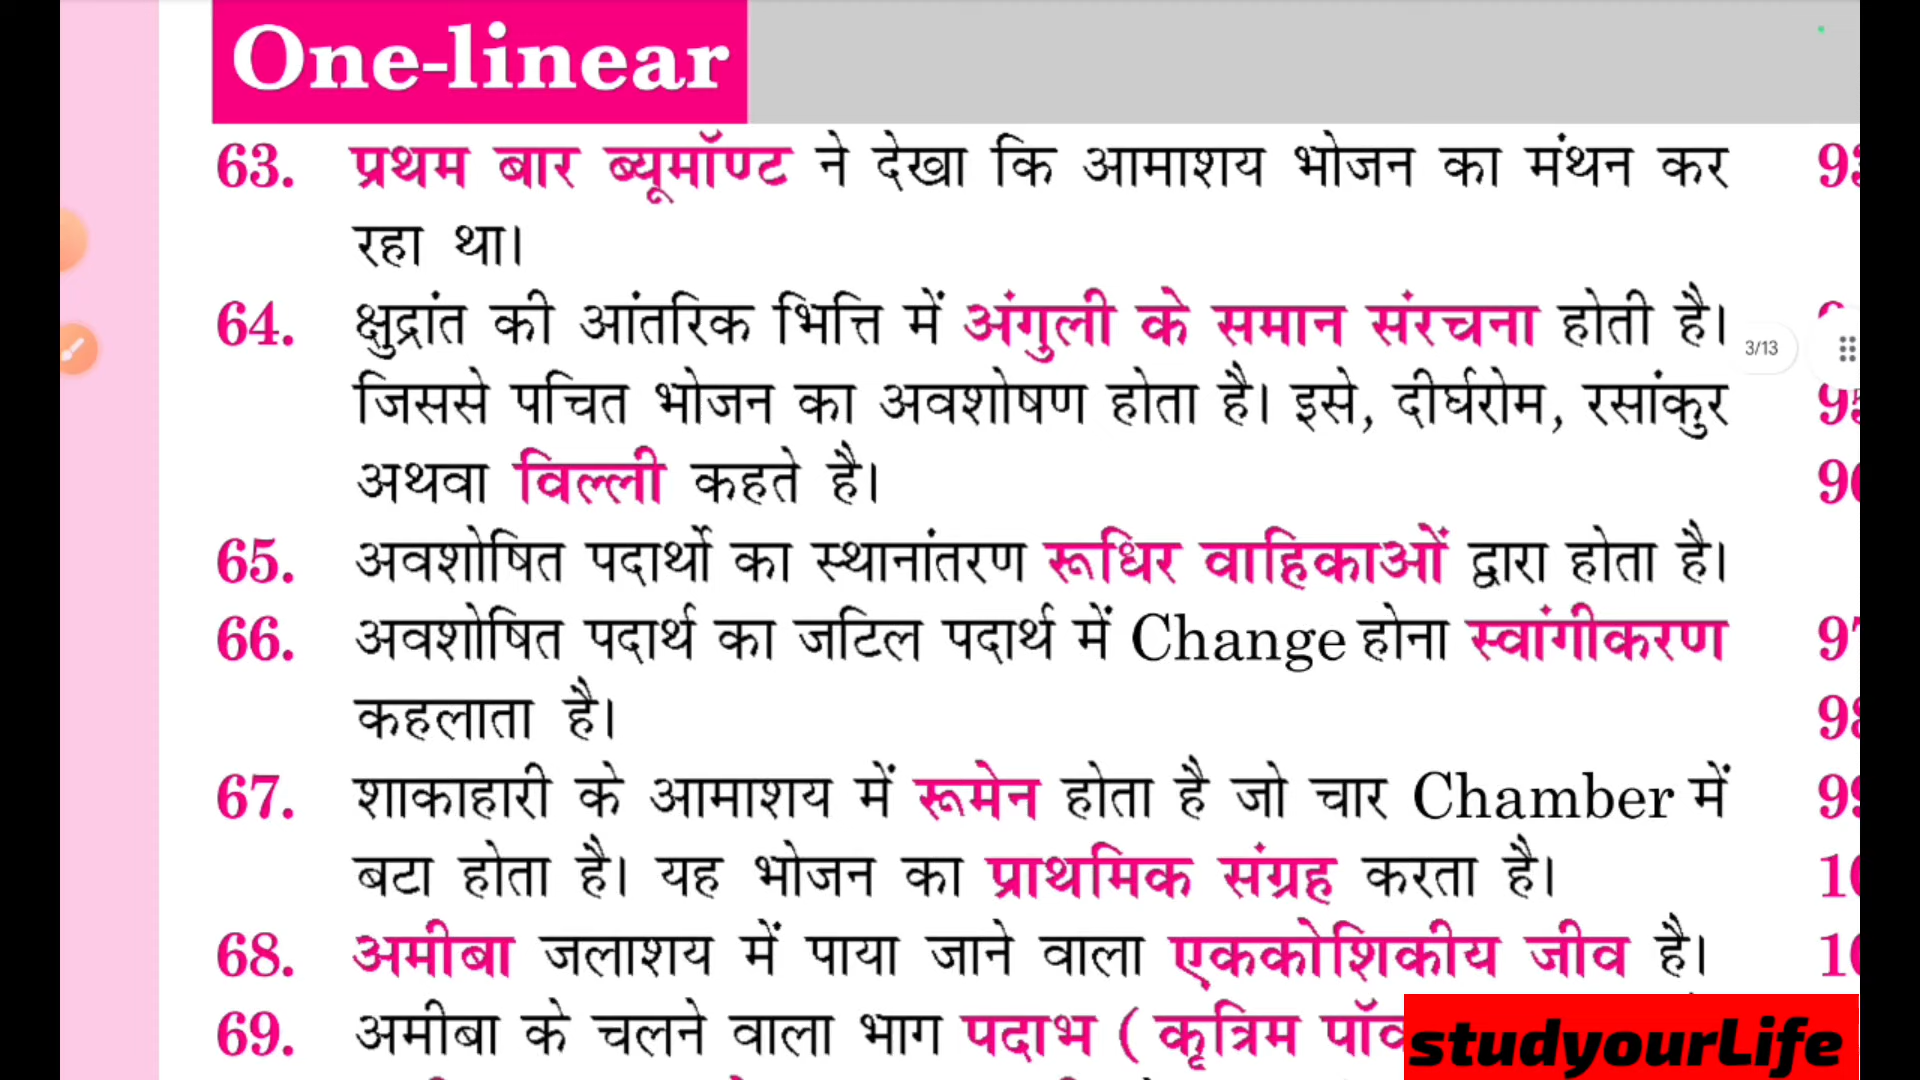 One-linear
63. प्रथम बार ब्यूमॉण्ट ने देखा कि आमाशय भोजन का मंथन कर
रहा था।
64. क्षुद्रांत की आंतरिक भित्ति में अंगुली के समान संरचना होती है।
3/13
जिससे पचित भोजन का अवशोषण होता है। इसे, दीर्घरोम, रसांकुर
अथवा विल्ली कहते है।
65. अवशोषित पदार्थो का स्थानांतरण रूधिर वाहिकाओं द्वारा होता है।
66. अवशोषित पदार्थ का जटिल पदार्थ में Change होना स्वांगीकरण
कहलाता है।
67. शाकाहारी के आमाशय में रूमेन होता है जो चार Chamber में
बटा होता है। यह भोजन का प्राथमिक संग्रह करता है।
68. अमीबा जलाशय में पाया जाने वाला एककोशिकीय जीव है।
69. अमीबा के चलने वाला भाग पदाभ ( कृत्रिम
studyourLife